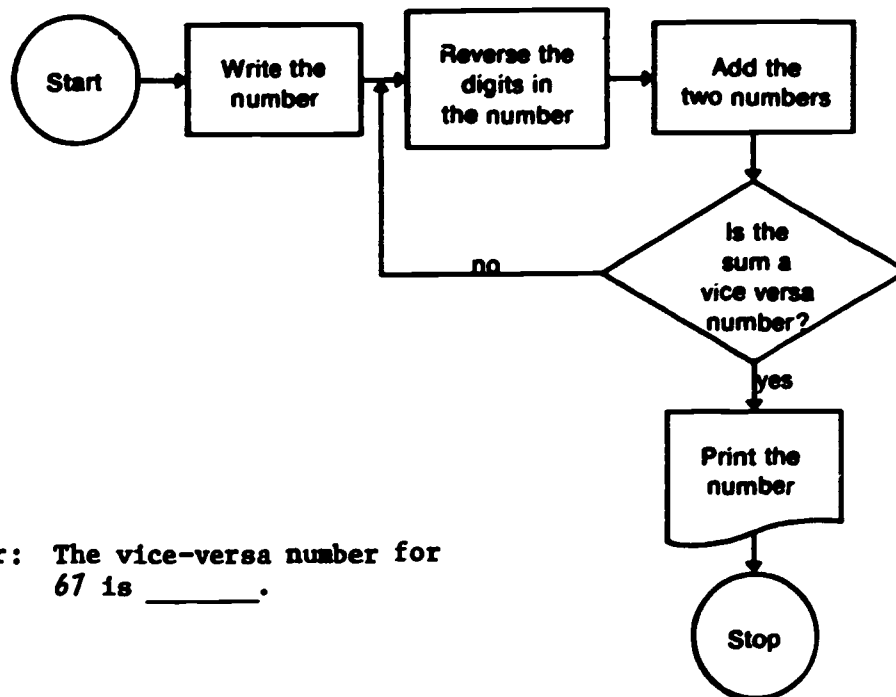 Start
Write the
number
Reverse the
digits in
the number
Add the
two numbers
Is the
sum a
vice versa
number?
no
yes
Print the
number
r: The vice-versa number for
67 is ______.
Stop